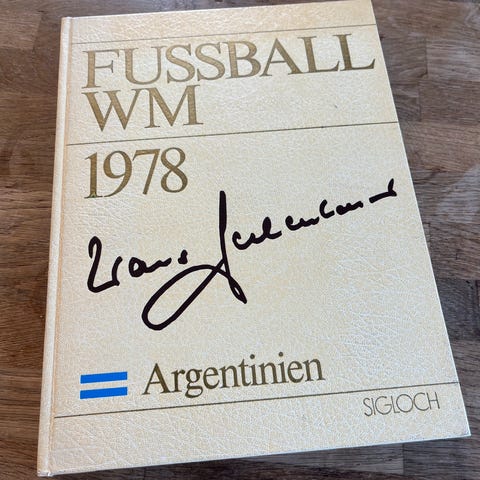 FUSSBALL
WM
1978
Argentinien
SIGLOCH